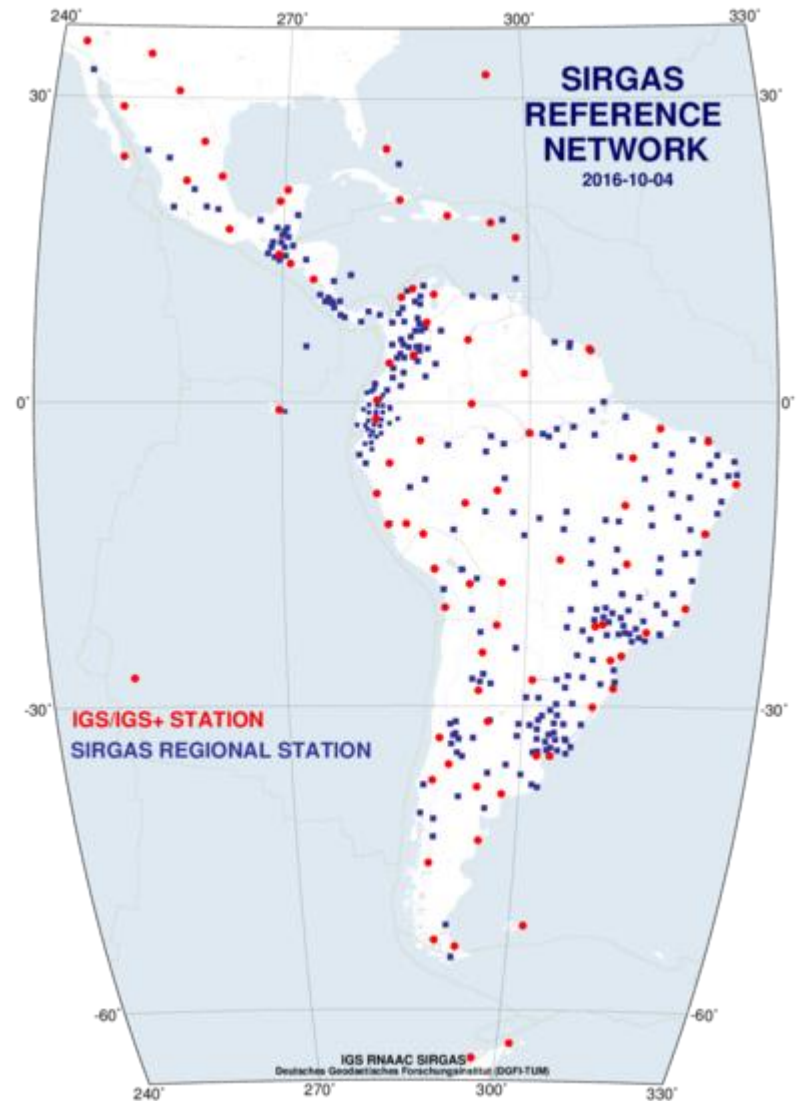 240° 270° 300° 330°
SIRGAS
REFERENCE
NETWORK
2016-10-04
30° 30°
0° 0°
-30° -30°
IGS/IGS+ STATION
SIRGAS REGIONAL STATION
-60° -60°
IGS RNAAC SIRGAS
Deutsches Geodaetisches Forschungsinstitut (DGFI-TUM)
240° 270° 300° 330°